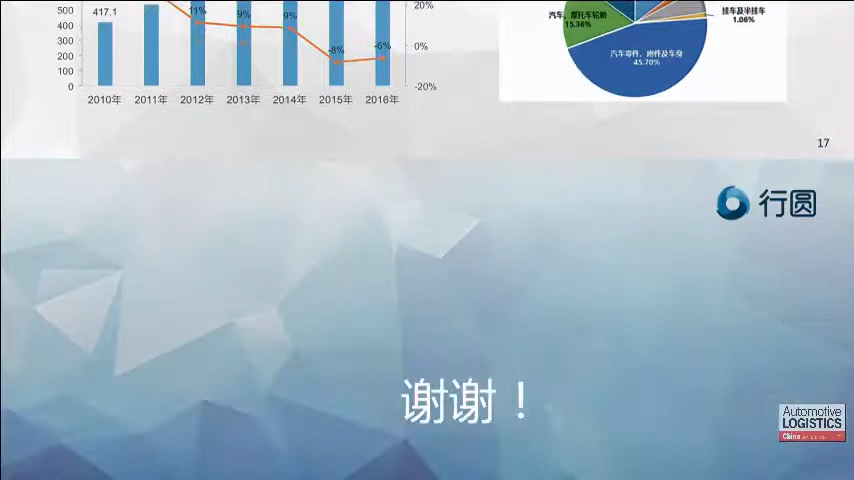 417.1
500
400
300
200
100
0
11%
9%
9%
-8%
-6%
20%
0%
-20%
2010年 2011年 2012年 2013年 2014年 2015年 2016年
汽车、摩托车轮胎
15.36%
汽车零件、附件及车身
45.70%
挂车及半挂车
1.06%
17
行圆
谢谢！
Automotive
LOGISTICS
China